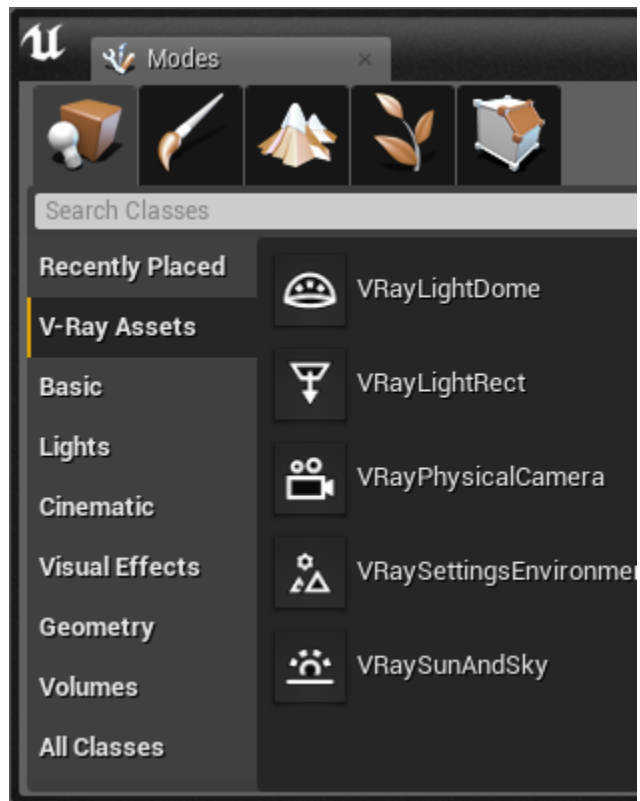 Modes
Search Classes
Recently Placed
V-Ray Assets
Basic
Lights
Cinematic
Visual Effects
Geometry
Volumes
All Classes
VRayLightDome
VRayLightRect
VRayPhysicalCamera
VRaySettingsEnvironmen
VRaySunAndSky